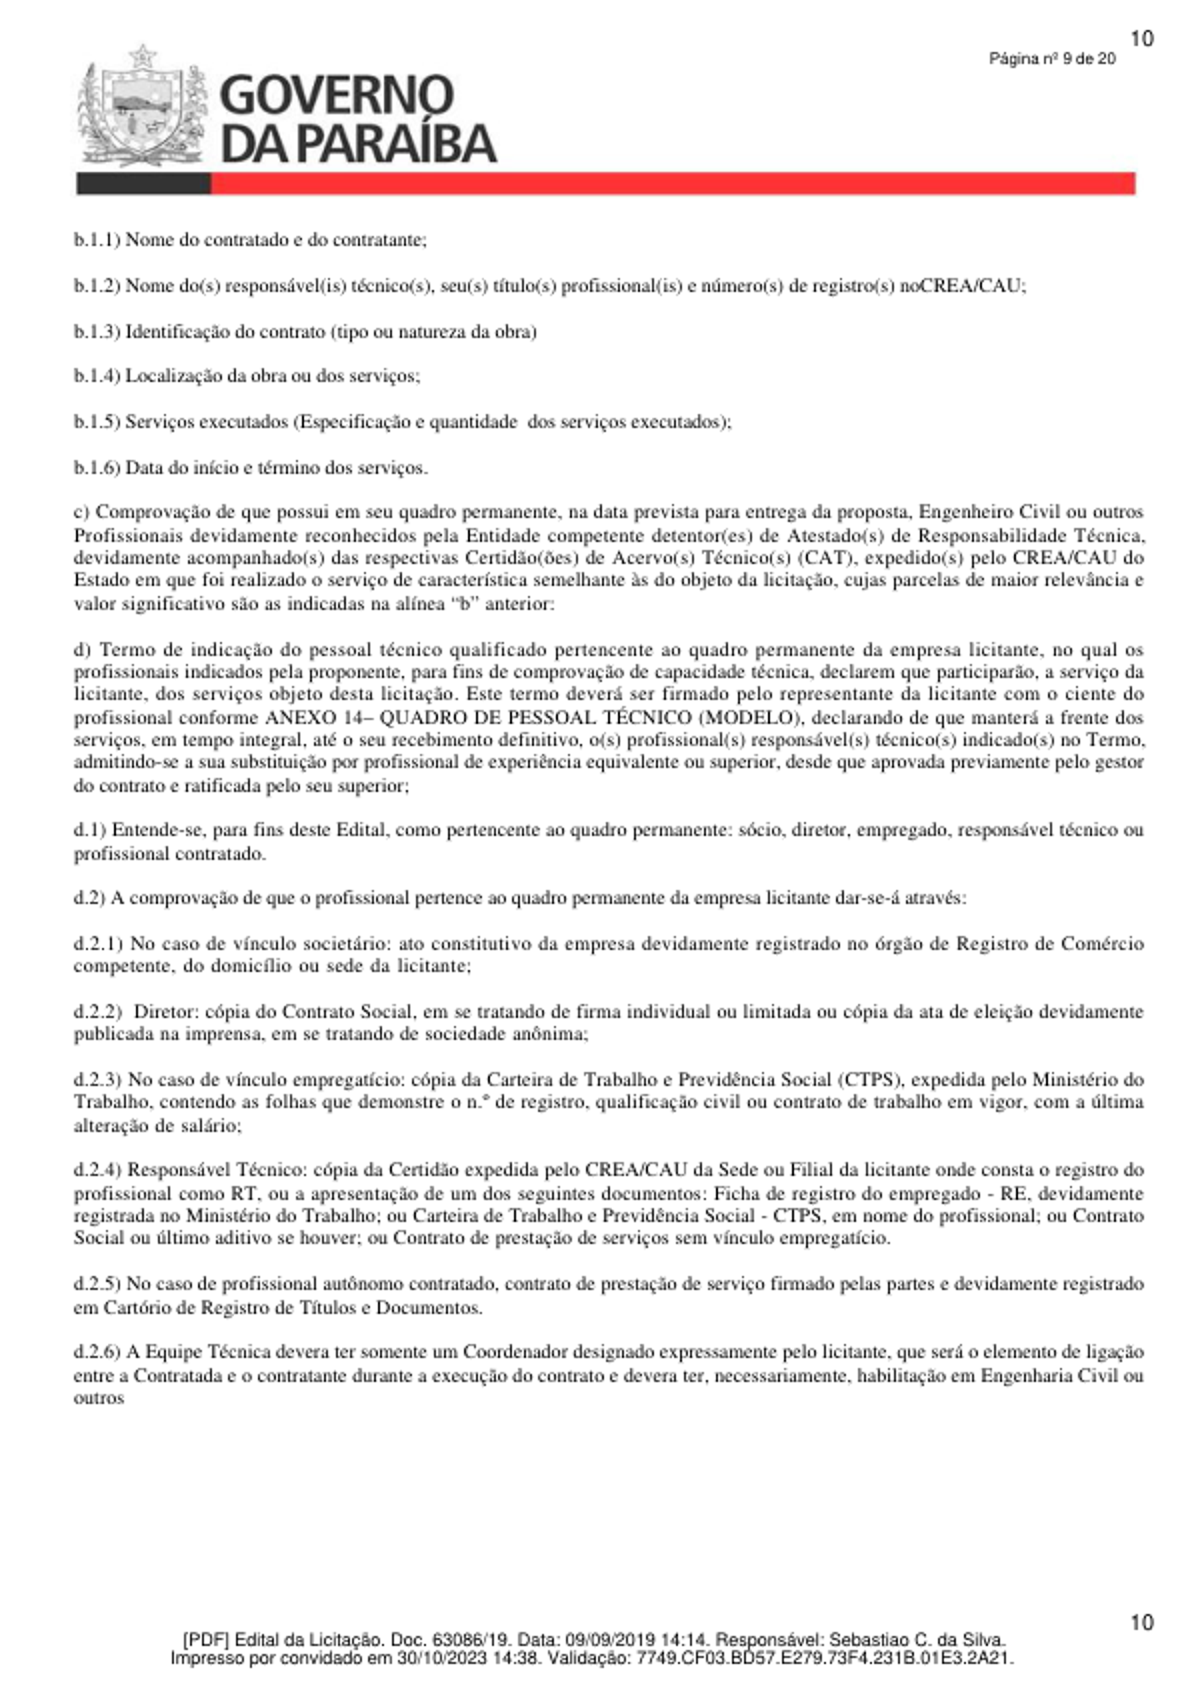 10
Página nº 9 de 20
GOVERNO
DA PARAÍBA
b.1.1) Nome do contratado e do contratante;
b.1.2) Nome do(s) responsável(is) técnico(s), seu(s) título(s) profissional(is) e número(s) de registro(s) noCREA/CAU;
b.1.3) Identificação do contrato (tipo ou natureza da obra)
b.1.4) Localização da obra ou dos serviços;
b.1.5) Serviços executados (Especificação e quantidade  dos serviços executados);
b.1.6) Data do início e término dos serviços.
c) Comprovação de que possui em seu quadro permanente, na data prevista para entrega da proposta, Engenheiro Civil ou outros
Profissionais devidamente reconhecidos pela Entidade competente detentor(es) de Atestado(s) de Responsabilidade Técnica,
devidamente acompanhado(s) das respectivas Certidão(ões) de Acervo(s) Técnico(s) (CAT), expedido(s) pelo CREA/CAU do
Estado em que foi realizado o serviço de característica semelhante às do objeto da licitação, cujas parcelas de maior relevância e
valor significativo são as indicadas na alínea “b” anterior:
d) Termo de indicação do pessoal técnico qualificado pertencente ao quadro permanente da empresa licitante, no qual os
profissionais indicados pela proponente, para fins de comprovação de capacidade técnica, declarem que participarão, a serviço da
licitante, dos serviços objeto desta licitação. Este termo deverá ser firmado pelo representante da licitante com o ciente do
profissional conforme ANEXO 14– QUADRO DE PESSOAL TÉCNICO (MODELO), declarando de que manterá a frente dos
serviços, em tempo integral, até o seu recebimento definitivo, o(s) profissional(s) responsável(s) técnico(s) indicado(s) no Termo,
admitindo-se a sua substituição por profissional de experiência equivalente ou superior, desde que aprovada previamente pelo gestor
do contrato e ratificada pelo seu superior;
d.1) Entende-se, para fins deste Edital, como pertencente ao quadro permanente: sócio, diretor, empregado, responsável técnico ou
profissional contratado.
d.2) A comprovação de que o profissional pertence ao quadro permanente da empresa licitante dar-se-á através:
d.2.1) No caso de vínculo societário: ato constitutivo da empresa devidamente registrado no órgão de Registro de Comércio
competente, do domicílio ou sede da licitante;
d.2.2)  Diretor: cópia do Contrato Social, em se tratando de firma individual ou limitada ou cópia da ata de eleição devidamente
publicada na imprensa, em se tratando de sociedade anônima;
d.2.3) No caso de vínculo empregatício: cópia da Carteira de Trabalho e Previdência Social (CTPS), expedida pelo Ministério do
Trabalho, contendo as folhas que demonstre o n.º de registro, qualificação civil ou contrato de trabalho em vigor, com a última
alteração de salário;
d.2.4) Responsável Técnico: cópia da Certidão expedida pelo CREA/CAU da Sede ou Filial da licitante onde consta o registro do
profissional como RT, ou a apresentação de um dos seguintes documentos: Ficha de registro do empregado - RE, devidamente
registrada no Ministério do Trabalho; ou Carteira de Trabalho e Previdência Social - CTPS, em nome do profissional; ou Contrato
Social ou último aditivo se houver; ou Contrato de prestação de serviços sem vínculo empregatício.
d.2.5) No caso de profissional autônomo contratado, contrato de prestação de serviço firmado pelas partes e devidamente registrado
em Cartório de Registro de Títulos e Documentos.
d.2.6) A Equipe Técnica devera ter somente um Coordenador designado expressamente pelo licitante, que será o elemento de ligação
entre a Contratada e o contratante durante a execução do contrato e devera ter, necessariamente, habilitação em Engenharia Civil ou
outros
10
[PDF] Edital da Licitação. Doc. 63086/19. Data: 09/09/2019 14:14. Responsável: Sebastiao C. da Silva.
Impresso por convidado em 30/10/2023 14:38. Validação: 7749.CF03.BD57.E279.73F4.231B.01E3.2A21.